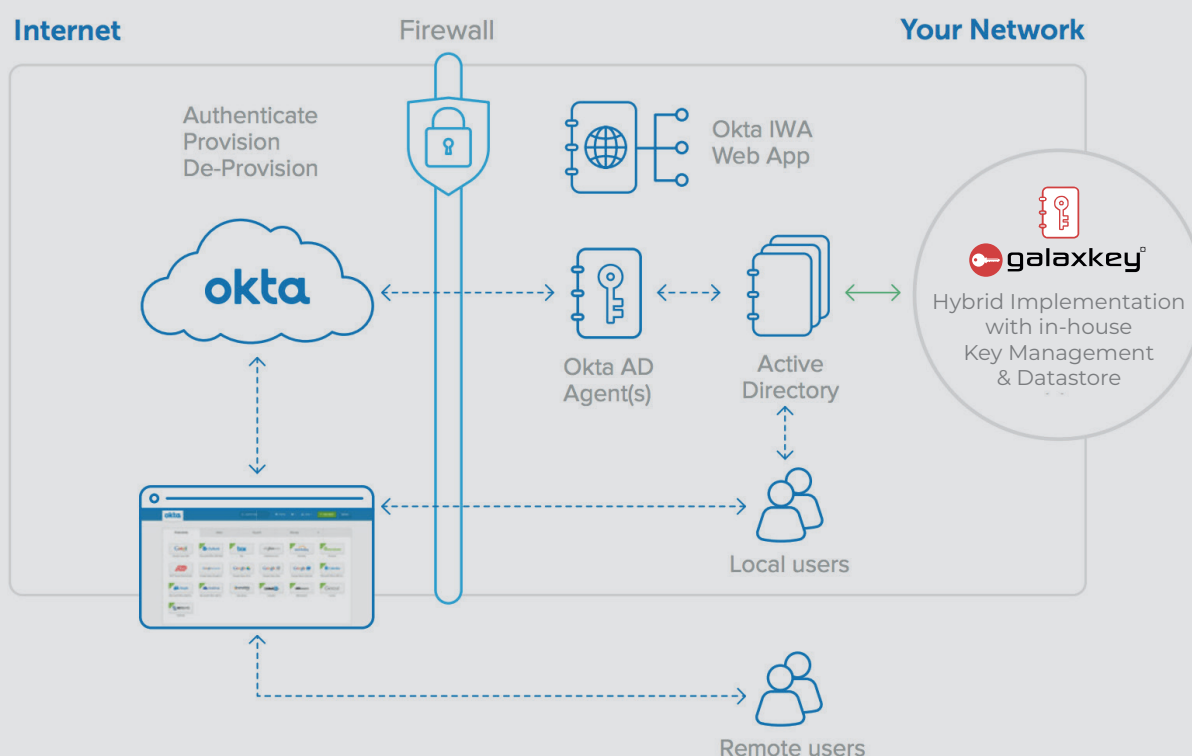 Internet
Firewall
Your Network
Authenticate
Provision
De-Provision
Okta IWA
Web App
okta
Okta AD
Agent(s)
Active
Directory
galaxkey
Hybrid Implementation
with in-house
Key Management
& Datastore
okta
Local users
Remote users